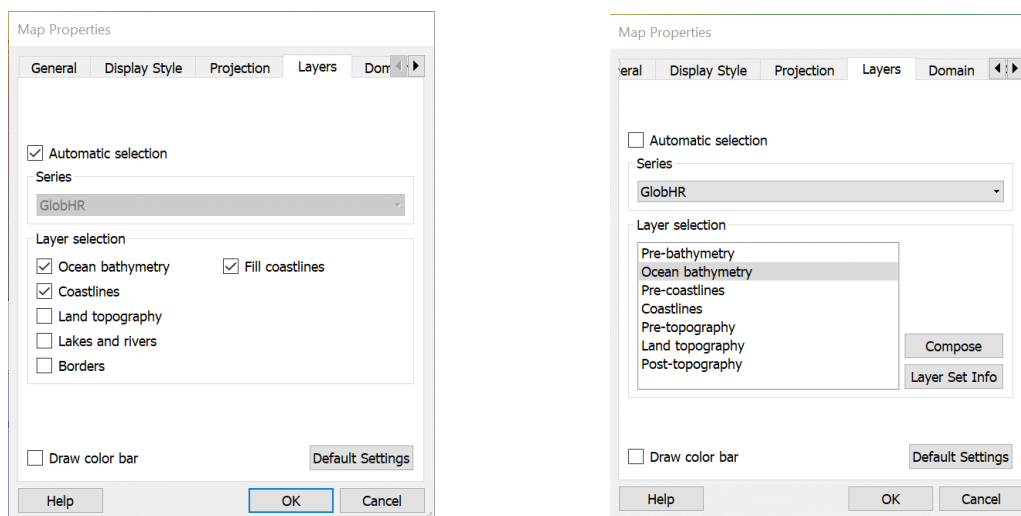 Map Properties
General Display Style Projection Layers Dom
Automatic selection
Series
GlobHR
Layer selection
Ocean bathymetry Fill coastlines
Coastlines
Land topography
Lakes and rivers
Borders
Draw color bar Default Settings
Help OK Cancel
Map Properties
eral Display Style Projection Layers Domain
Automatic selection
Series
GlobHR
Layer selection
Pre-bathymetry
Ocean bathymetry
Pre-coastlines
Coastlines
Pre-topography
Land topography
Post-topography
Compose
Layer Set Info
Draw color bar Default Settings
Help OK Cancel